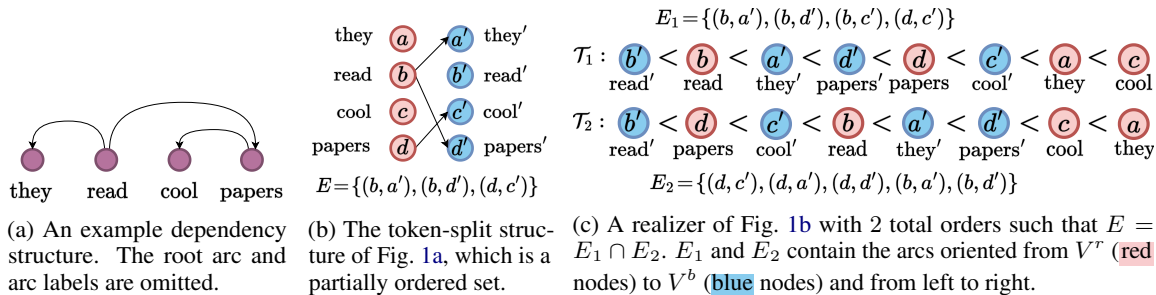 they
read
cool
papers
(a) An example dependency
structure. The root arc and
arc labels are omitted.
they a a′ they′
read b b′ read′
cool c c′ cool′
papers d d′ papers′
E={(b, a′), (b, d′), (d, c′)}
(b) The token-split struc-
ture of Fig. 1a, which is a
partially ordered set.
E₁={(b, a′), (b, d′), (b, c′), (d, c′)}
𝒯₁ : b′ < b < a′ < d′ < d < c′ < a < c
read′ read they′ papers′ papers cool′ they cool
𝒯₂ : b′ < d < c′ < b < a′ < d′ < c < a
read′ papers cool′ read they′ papers′ cool they
E₂={(d, c′), (d, a′), (d, d′), (b, a′), (b, d′)}
(c) A realizer of Fig. 1b with 2 total orders such that E =
E₁ ∩ E₂. E₁ and E₂ contain the arcs oriented from Vʳ (red
nodes) to Vᵇ (blue nodes) and from left to right.